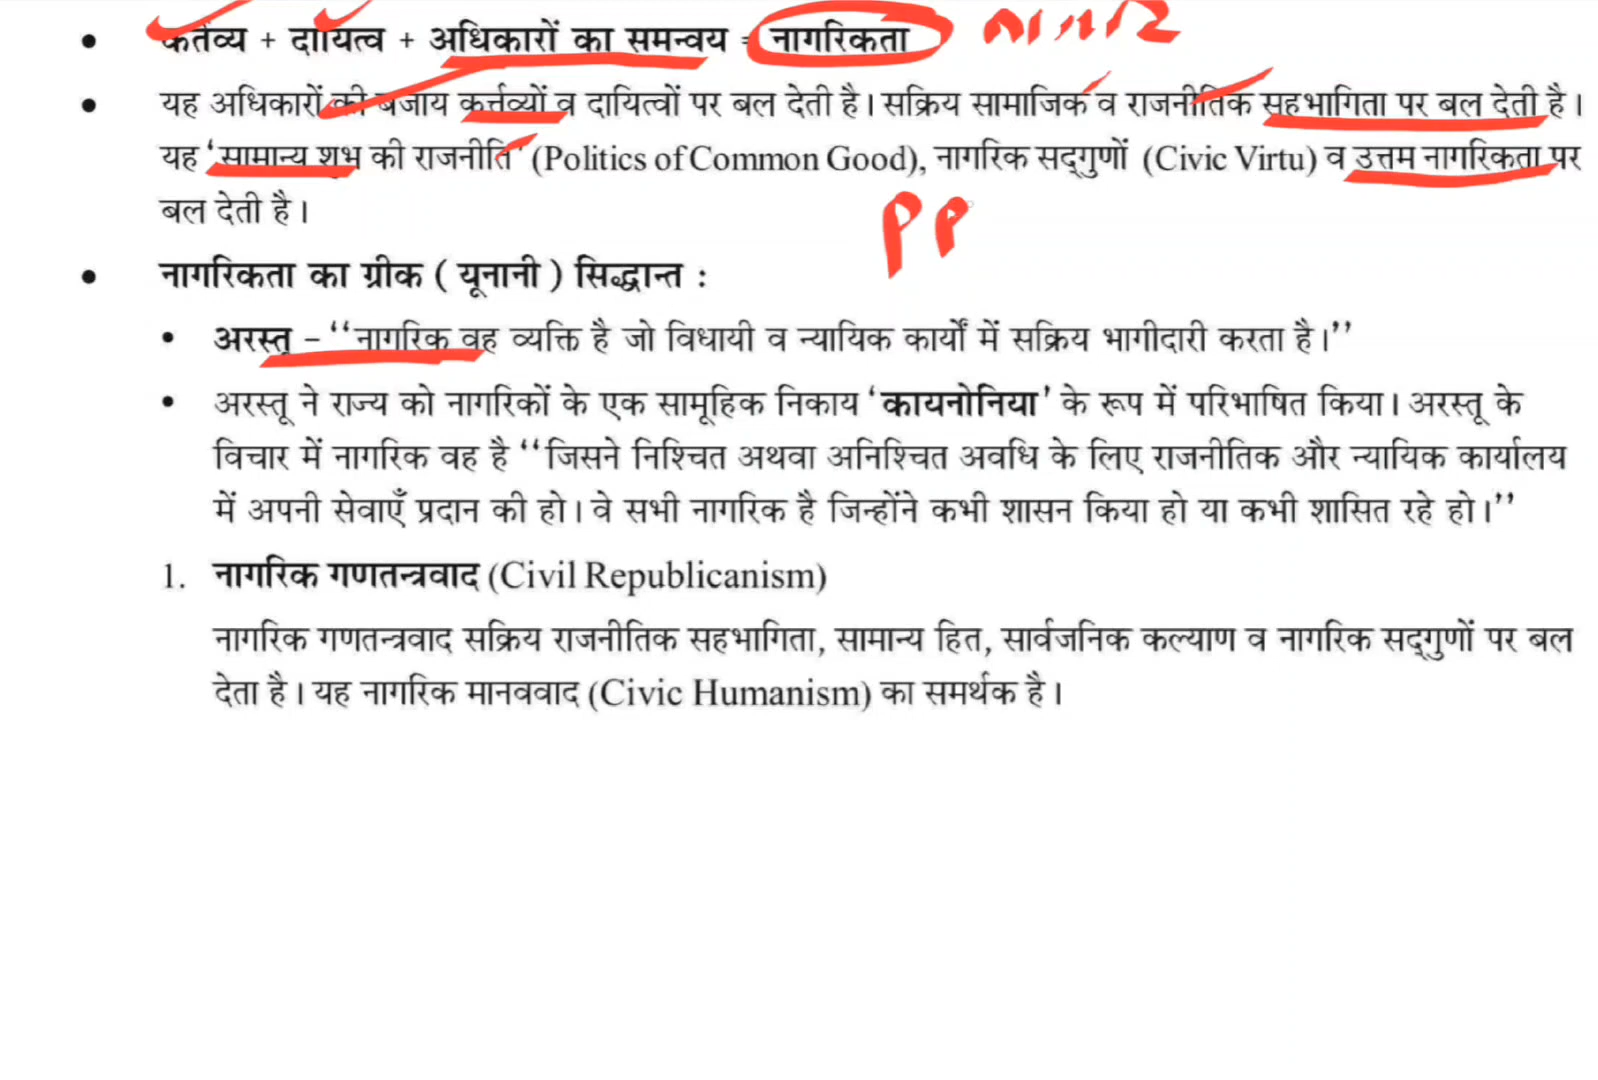 • कर्तव्य + दायित्व + अधिकारों का समन्वय = नागरिकता
• यह अधिकारों की बजाय कर्त्तव्यों व दायित्वों पर बल देती है। सक्रिय सामाजिक व राजनीतिक सहभागिता पर बल देती है।
यह ‘सामान्य शुभ की राजनीति’ (Politics of Common Good), नागरिक सद्‌गुणों (Civic Virtu) व उत्तम नागरिकता पर
बल देती है।
PP
• नागरिकता का ग्रीक ( यूनानी ) सिद्धान्त :
• अरस्तू – ‘‘नागरिक वह व्यक्ति है जो विधायी व न्यायिक कार्यों में सक्रिय भागीदारी करता है।’’
• अरस्तू ने राज्य को नागरिकों के एक सामूहिक निकाय ‘कायनोनिया’ के रूप में परिभाषित किया। अरस्तू के
विचार में नागरिक वह है ‘‘जिसने निश्चित अथवा अनिश्चित अवधि के लिए राजनीतिक और न्यायिक कार्यालय
में अपनी सेवाएँ प्रदान की हो। वे सभी नागरिक है जिन्होंने कभी शासन किया हो या कभी शासित रहे हो।’’
1. नागरिक गणतन्त्रवाद (Civil Republicanism)
नागरिक गणतन्त्रवाद सक्रिय राजनीतिक सहभागिता, सामान्य हित, सार्वजनिक कल्याण व नागरिक सद्‌गुणों पर बल
देता है। यह नागरिक मानववाद (Civic Humanism) का समर्थक है।